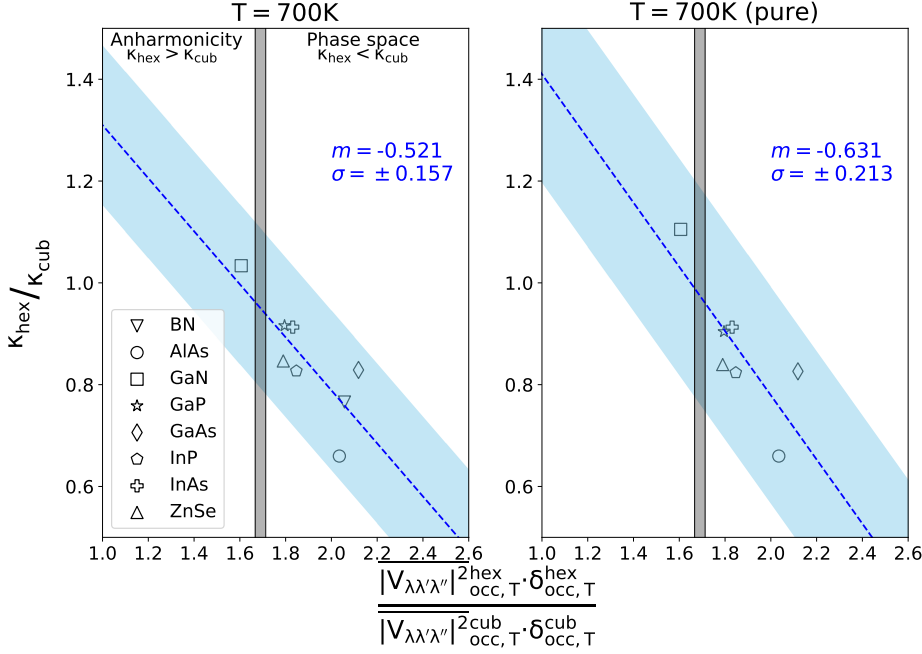 T = 700K
T = 700K (pure)
Anharmonicity
κhex > κcub
Phase space
κhex < κcub
m = -0.521
σ = ±0.157
m = -0.631
σ = ±0.213
κhex/κcub
1.4
1.2
1.0
0.8
0.6
BN
AlAs
GaN
GaP
GaAs
InP
InAs
ZnSe
1.0 1.2 1.4 1.6 1.8 2.0 2.2 2.4 2.6
1.4
1.2
1.0
0.8
0.6
1.0 1.2 1.4 1.6 1.8 2.0 2.2 2.4 2.6
|Vλλ′λ″|²hexocc, T·δhexocc, T
|Vλλ′λ″|²cubocc, T·δcubocc, T